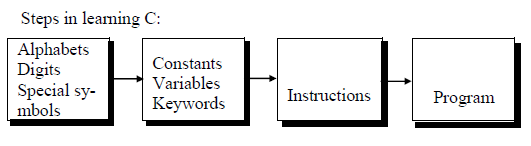 Steps in learning C:
Alphabets
Digits
Special sy-
mbols
Constants
Variables
Keywords
Instructions
Program